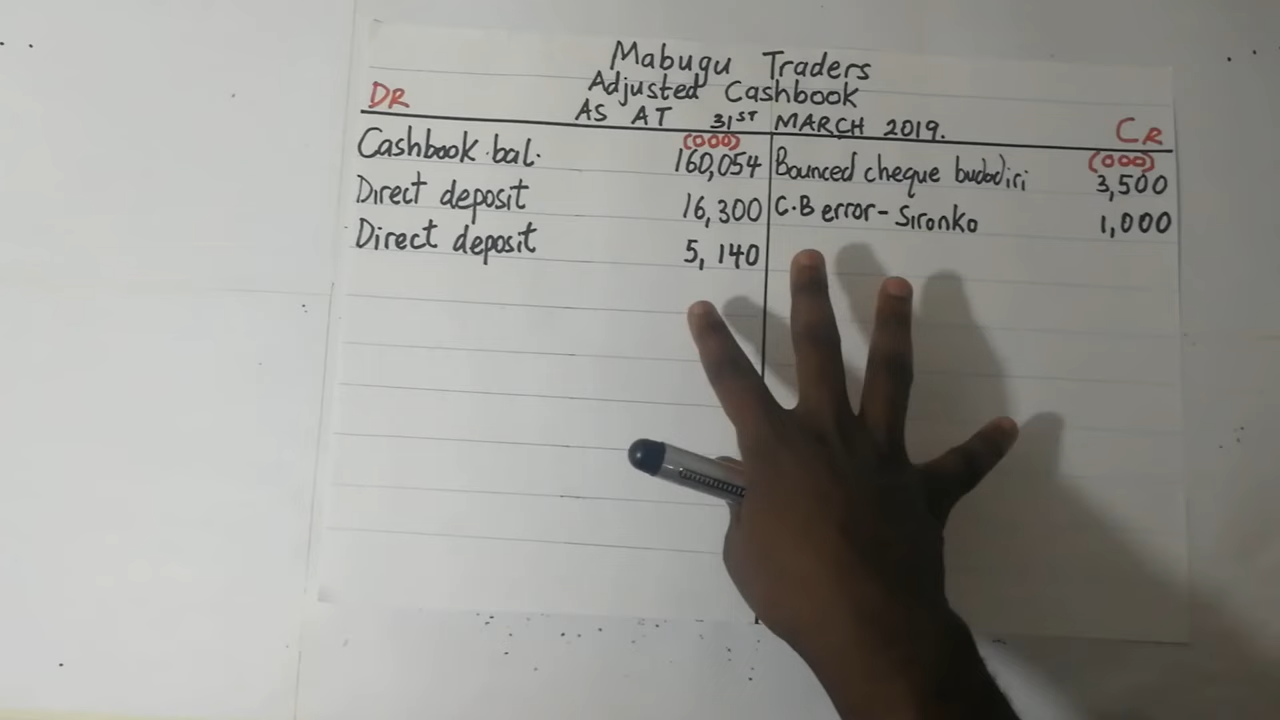 Mabugu Traders
Adjusted Cashbook
DR AS AT 31ST MARCH 2019. CR
(000) (000)
Cashbook bal. 160,054 Bounced cheque budadiri 3,500
Direct deposit 16,300 C.B error - Sironko 1,000
Direct deposit 5,140